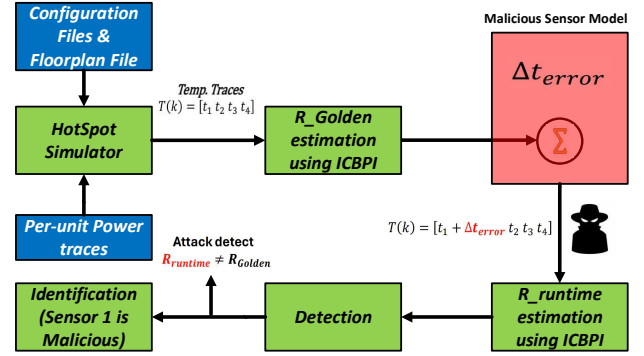 Configuration
Files &
Floorplan File
Malicious Sensor Model
Δt_error
Temp. Traces
T(k) = [t₁ t₂ t₃ t₄]
HotSpot
Simulator
R_Golden
estimation
using ICBPI
Σ
Per-unit Power
traces
T(k) = [t₁ + Δt_error t₂ t₃ t₄]
Attack detect
R_runtime ≠ R_Golden
Identification
(Sensor 1 is
Malicious)
Detection
R_runtime
estimation
using ICBPI